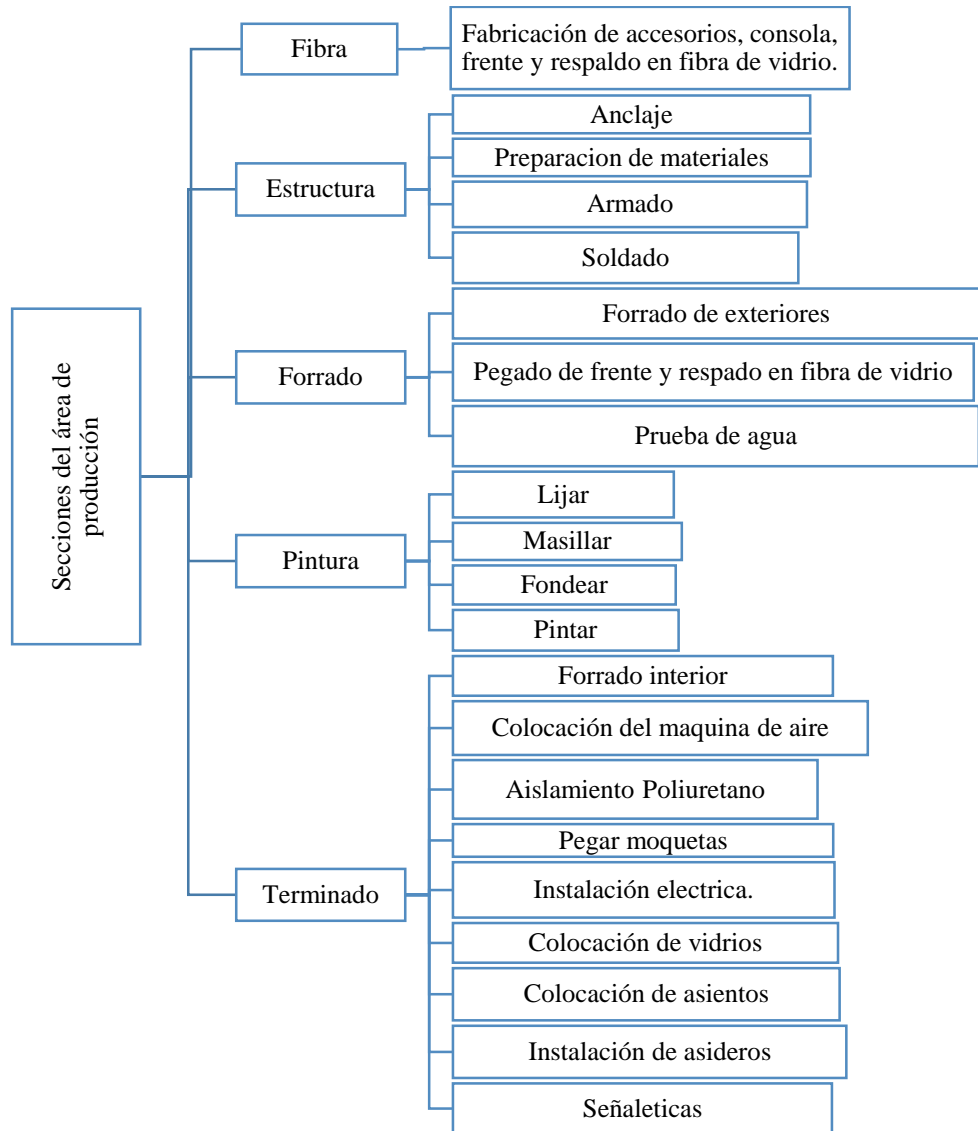 Secciones del área de
producción
Fibra
Fabricación de accesorios, consola,
frente y respaldo en fibra de vidrio.
Estructura
Anclaje
Preparacion de materiales
Armado
Soldado
Forrado
Forrado de exteriores
Pegado de frente y respado en fibra de vidrio
Prueba de agua
Pintura
Lijar
Masillar
Fondear
Pintar
Terminado
Forrado interior
Colocación del maquina de aire
Aislamiento Poliuretano
Pegar moquetas
Instalación electrica.
Colocación de vidrios
Colocación de asientos
Instalación de asideros
Señaleticas